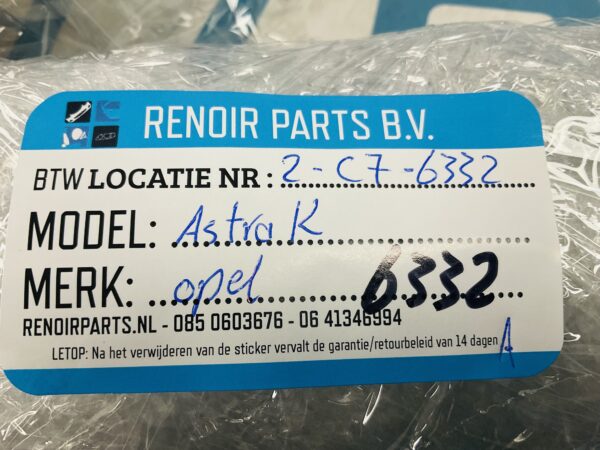 RENOIR PARTS B.V.
BTW LOCATIE NR : 2-C7-6332
MODEL: Astra K
MERK: opel 6332
RENOIRPARTS.NL - 085 0603676 - 06 41346994
LETOP: Na het verwijderen van de sticker vervalt de garantie/retourbeleid van 14 dagen A